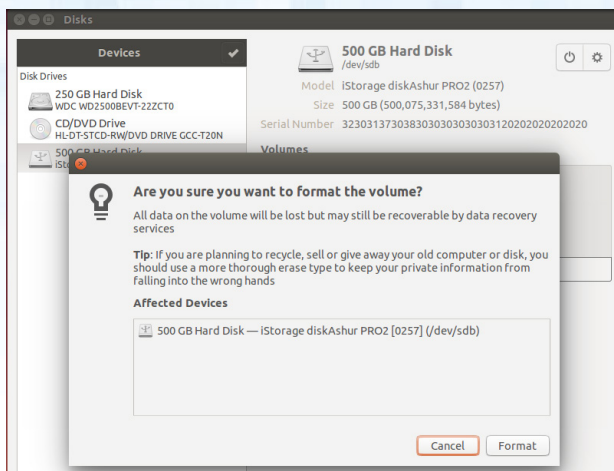 Disks
Devices
Disk Drives
250 GB Hard Disk
WDC WD2500BEVT-22ZCT0
CD/DVD Drive
HL-DT-STCD-RW/DVD DRIVE GCC-T20N
500 GB Hard Disk
500 GB Hard Disk
/dev/sdb
Model iStorage diskAshur PRO2 (0257)
Size 500 GB (500,075,331,584 bytes)
Serial Number 32303137303830303030303031202020202020
Volumes
Are you sure you want to format the volume?
All data on the volume will be lost but may still be recoverable by data recovery
services
Tip: If you are planning to recycle, sell or give away your old computer or disk, you
should use a more thorough erase type to keep your private information from
falling into the wrong hands
Affected Devices
500 GB Hard Disk — iStorage diskAshur PRO2 [0257] (/dev/sdb)
Cancel Format